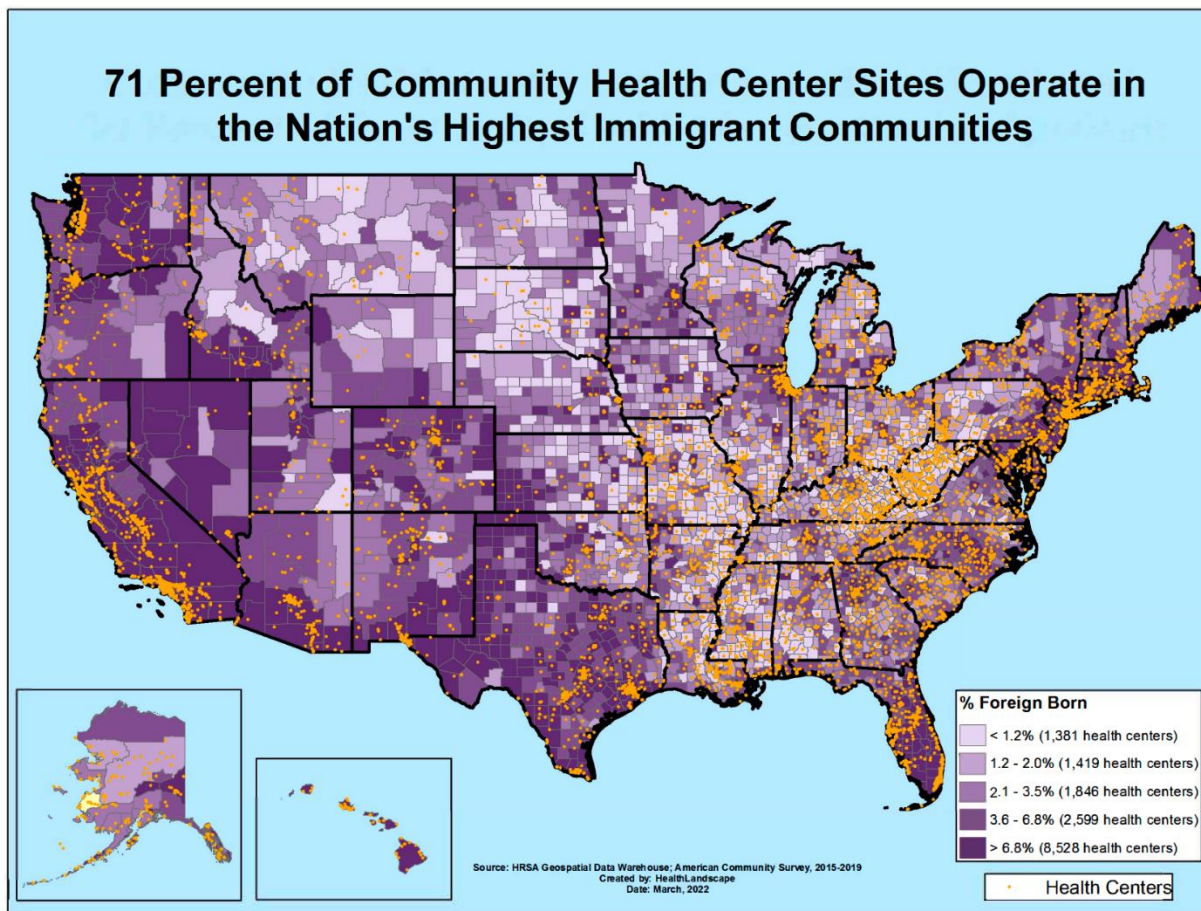 71 Percent of Community Health Center Sites Operate in
the Nation's Highest Immigrant Communities
% Foreign Born
< 1.2% (1,381 health centers)
1.2 - 2.0% (1,419 health centers)
2.1 - 3.5% (1,846 health centers)
3.6 - 6.8% (2,599 health centers)
> 6.8% (8,528 health centers)
Health Centers
Source: HRSA Geospatial Data Warehouse; American Community Survey, 2015-2019
Created by: HealthLandscape
Date: March, 2022